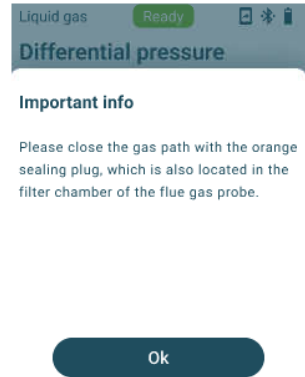 Liquid gas
Ready
Differential pressure
Important info
Please close the gas path with the orange
sealing plug, which is also located in the
filter chamber of the flue gas probe.
Ok